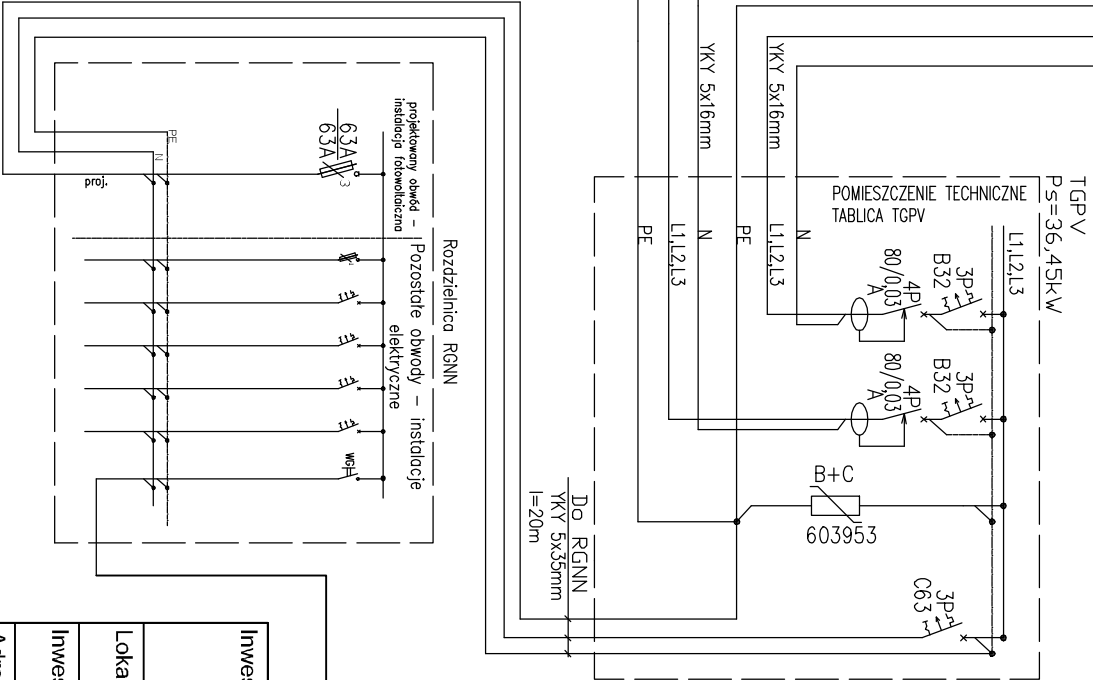 TGPV
Ps=36,45kW
POMIESZCZENIE TECHNICZNE
TABLICA TGPV
L1,L2,L3
3P
B32
4P
80/0,03
A
3P
B32
4P
80/0,03
A
B+C
603953
3P
C63
YKY 5x16mm
YKY 5x16mm
PE
L1,L2,L3
N
PE
L1,L2,L3
N
Do RGNN
YKY 5x35mm
l=20m
projektowany obwód –
instalacja fotowoltaiczna
63A
63A
3
PE
N
proj.
Rozdzielnica RGNN
Pozostałe obwody – instalacje
elektryczne
WG
Inwes
Loka
Inwes